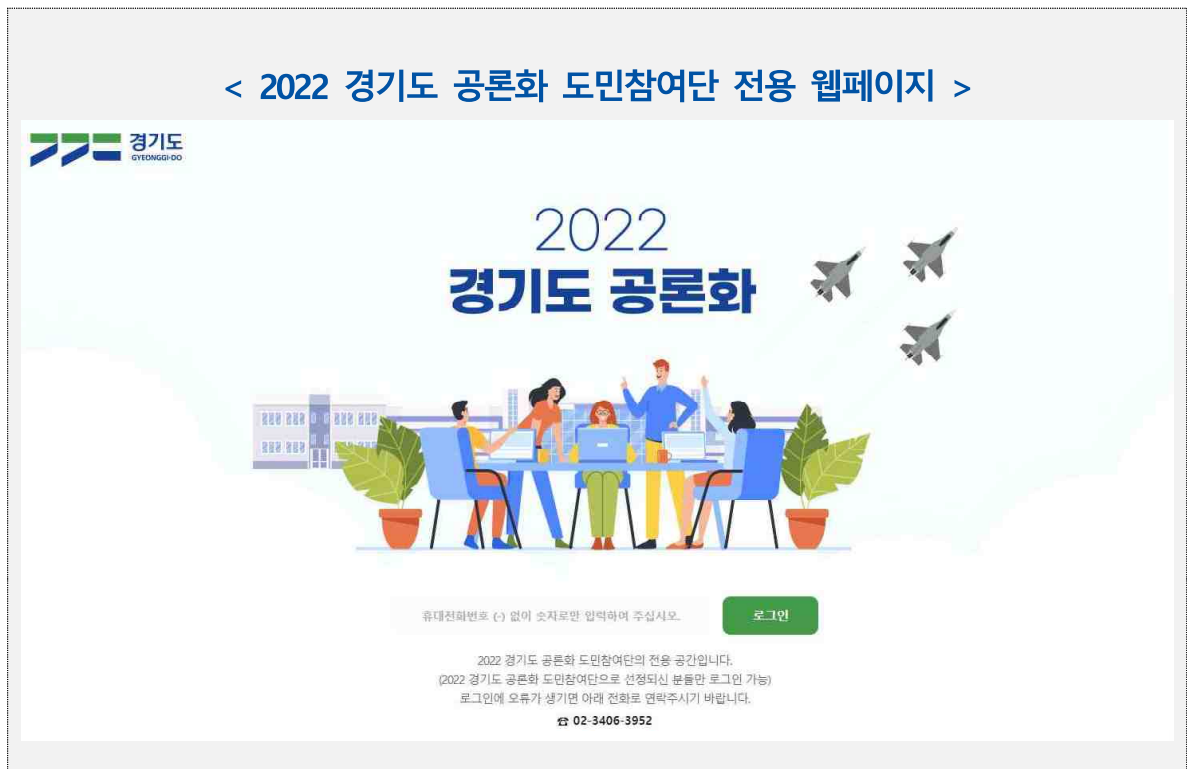 < 2022 경기도 공론화 도민참여단 전용 웹페이지 >
경기도
GYEONGGI-DO
2022
경기도 공론화
휴대전화번호 (-) 없이 숫자로만 입력하여 주십시오.
로그인
2022 경기도 공론화 도민참여단의 전용 공간입니다.
(2022 경기도 공론화 도민참여단으로 선정되신 분들만 로그인 가능)
로그인에 오류가 생기면 아래 전화로 연락주시기 바랍니다.
☎ 02-3406-3952